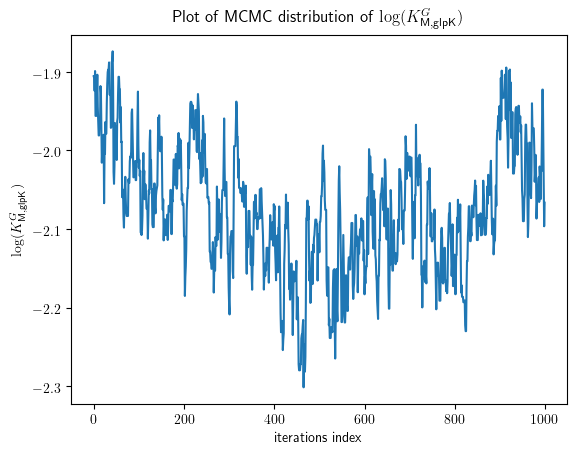 Plot of MCMC distribution of log(K^G_{M,glpK})
log(K^G_{M,glpK})
−1.9
−2.0
−2.1
−2.2
−2.3
0 200 400 600 800 1000
iterations index